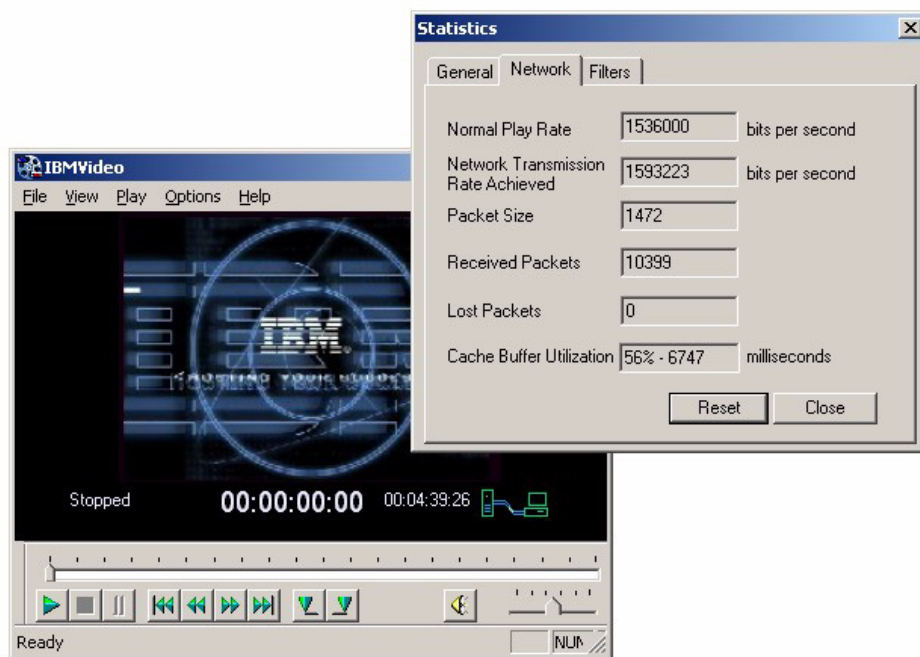 Statistics
General Network Filters
Normal Play Rate 1536000 bits per second
Network Transmission
Rate Achieved 1593223 bits per second
Packet Size 1472
Received Packets 10399
Lost Packets 0
Cache Buffer Utilization 56% - 6747 milliseconds
Reset Close
IBMVideo
File View Play Options Help
IBM
Stopped 00:00:00:00 00:04:39:26
Ready NUM